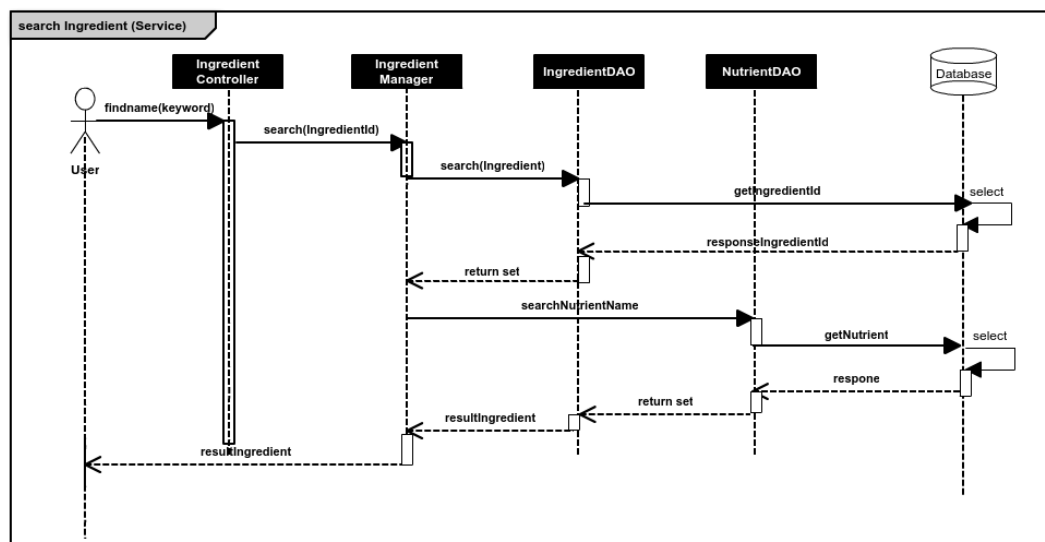 search Ingredient (Service)
Ingredient
Controller
Ingredient
Manager
IngredientDAO
NutrientDAO
Database
findname(keyword)
search(IngredientId)
User
search(Ingredient)
getIngredientId
select
responseIngredientId
return set
searchNutrientName
getNutrient
select
respone
return set
resultIngredient
resultIngredient